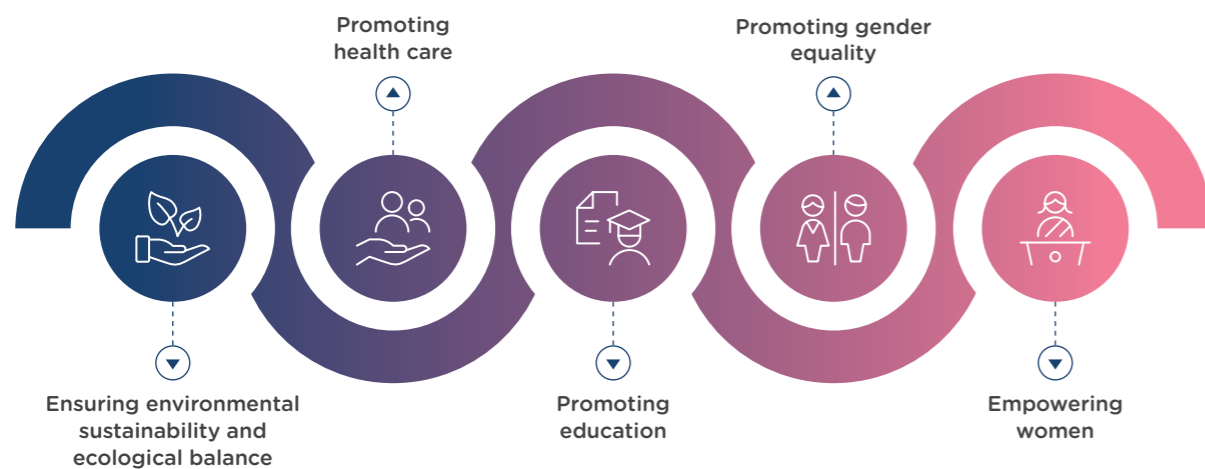 Promoting
health care
Promoting gender
equality
Ensuring environmental
sustainability and
ecological balance
Promoting
education
Empowering
women